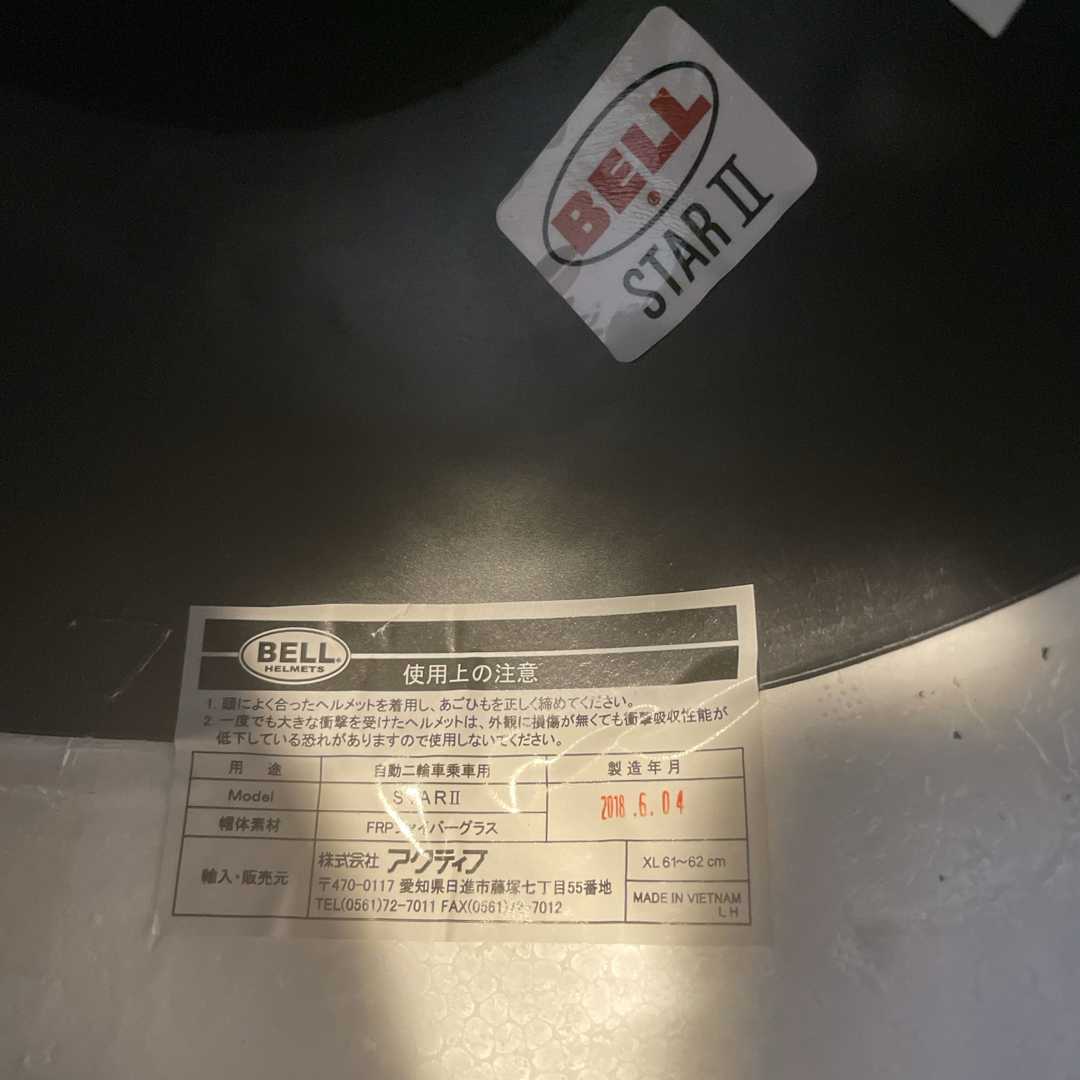 BELL®
STAR II
BELL®
HELMETS
使用上の注意
1. 頭によく合ったヘルメットを着用し、あごひもを正しく締めてください。
2. 一度でも大きな衝撃を受けたヘルメットは、外観に損傷が無くても衝撃吸収性能が
低下している恐れがありますので使用しないでください。
用 途 自動二輪車乗車用 製造年月
Model STARII 2018.6.04
帽体素材 FRPファイバーグラス
輸入・販売元 株式会社 アクティブ XL 61~62 cm
〒470-0117 愛知県日進市藤塚七丁目55番地 MADE IN VIETNAM
TEL(0561)72-7011 FAX(0561)72-7012 LH